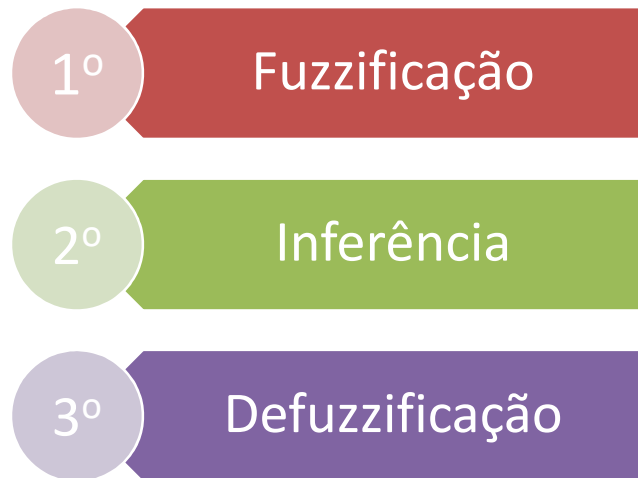 1º
Fuzzificação
2º
Inferência
3º
Defuzzificação